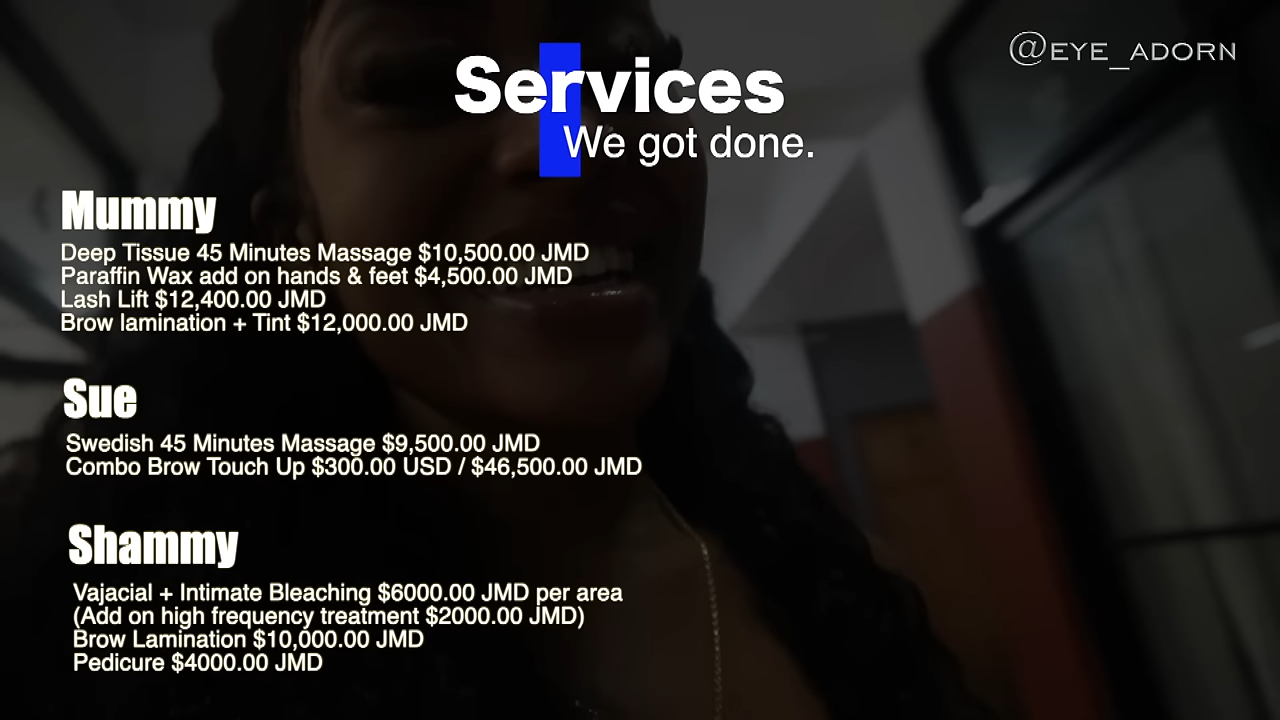 @EYE_ADORN
Services
We got done.
Mummy
Deep Tissue 45 Minutes Massage $10,500.00 JMD
Paraffin Wax add on hands & feet $4,500.00 JMD
Lash Lift $12,400.00 JMD
Brow lamination + Tint $12,000.00 JMD
Sue
Swedish 45 Minutes Massage $9,500.00 JMD
Combo Brow Touch Up $300.00 USD / $46,500.00 JMD
Shammy
Vajacial + Intimate Bleaching $6000.00 JMD per area
(Add on high frequency treatment $2000.00 JMD)
Brow Lamination $10,000.00 JMD
Pedicure $4000.00 JMD